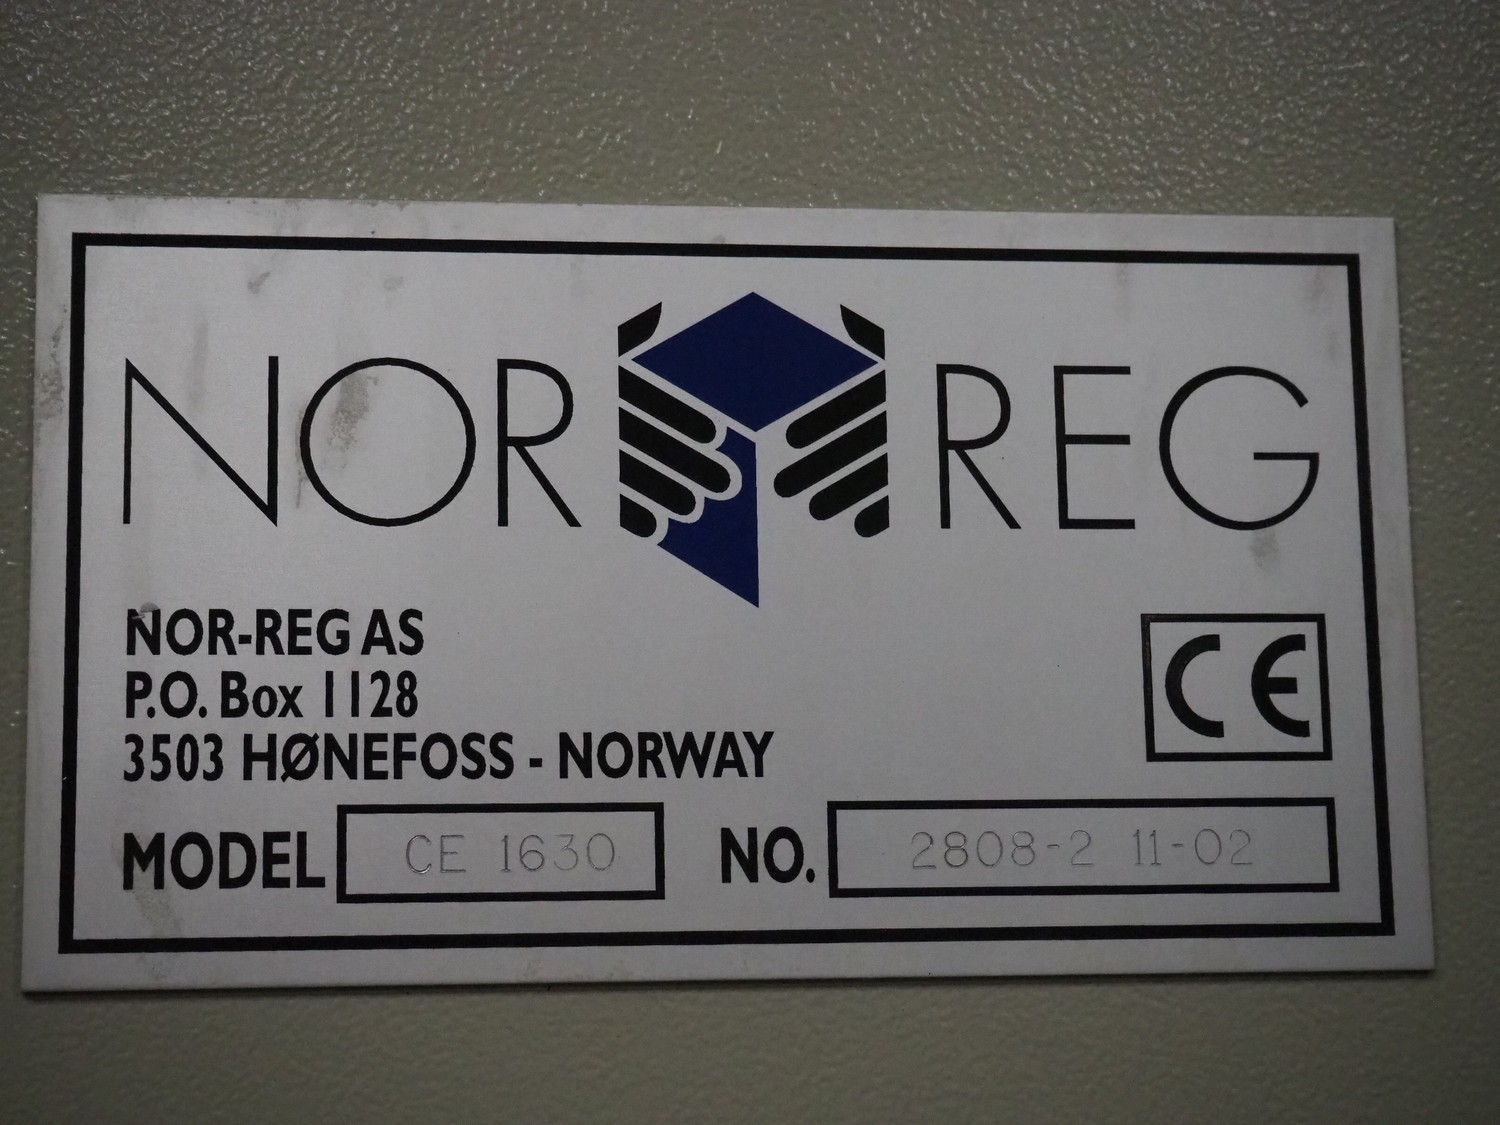 NOR REG
NOR-REG AS
P.O. Box 1128
3503 HØNEFOSS - NORWAY
CE
MODEL CE 1630 NO. 2808-2 11-02